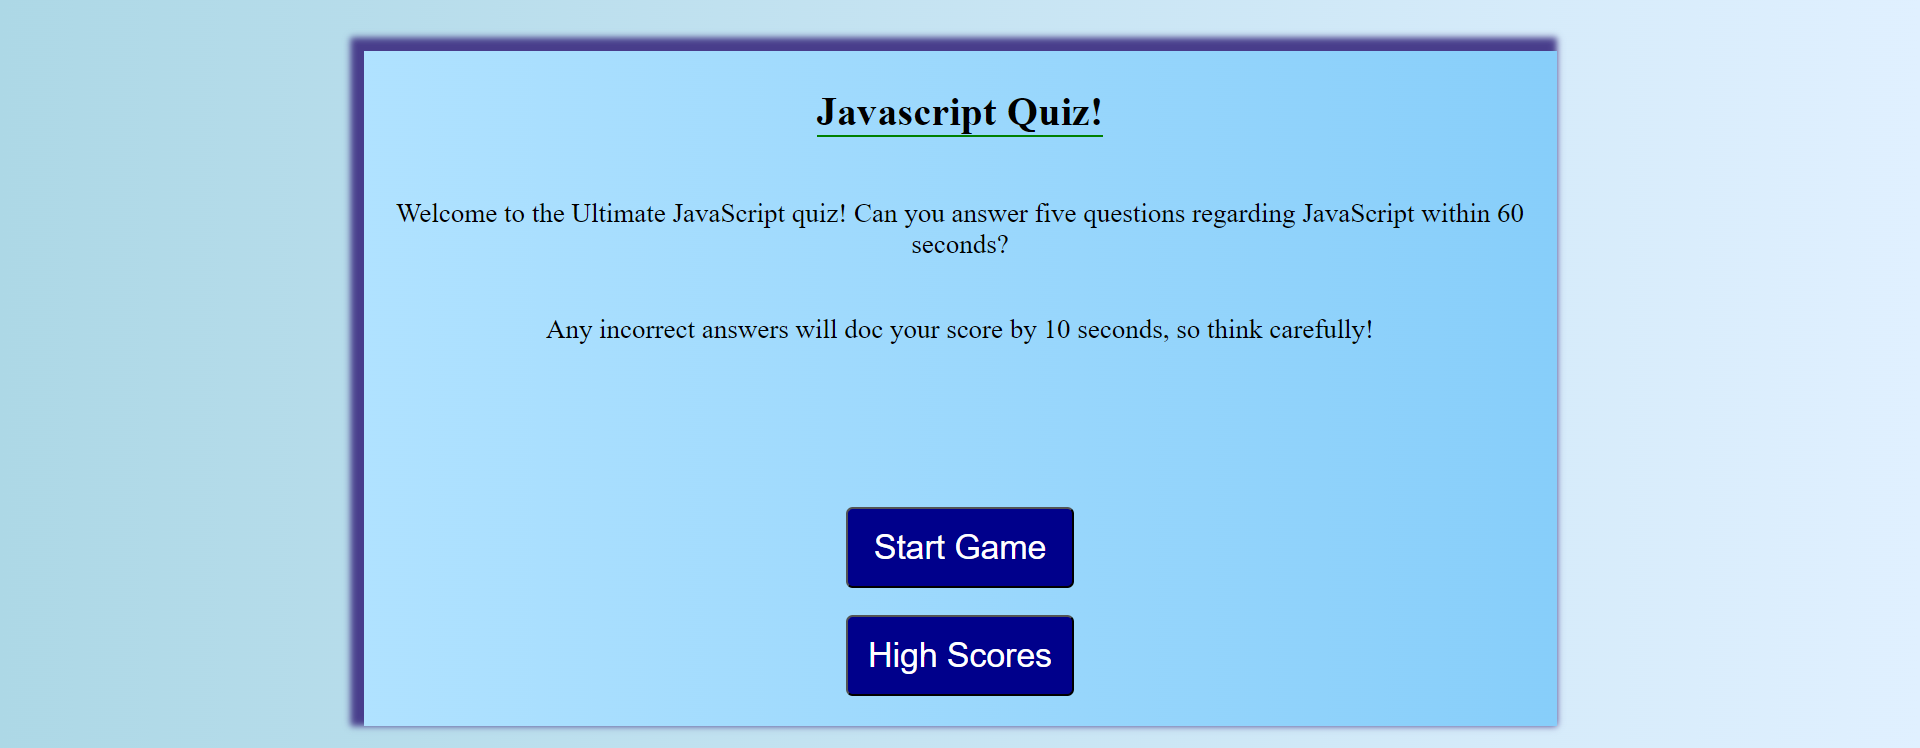 Javascript Quiz!
Welcome to the Ultimate JavaScript quiz! Can you answer five questions regarding JavaScript within 60
seconds?
Any incorrect answers will doc your score by 10 seconds, so think carefully!
Start Game
High Scores